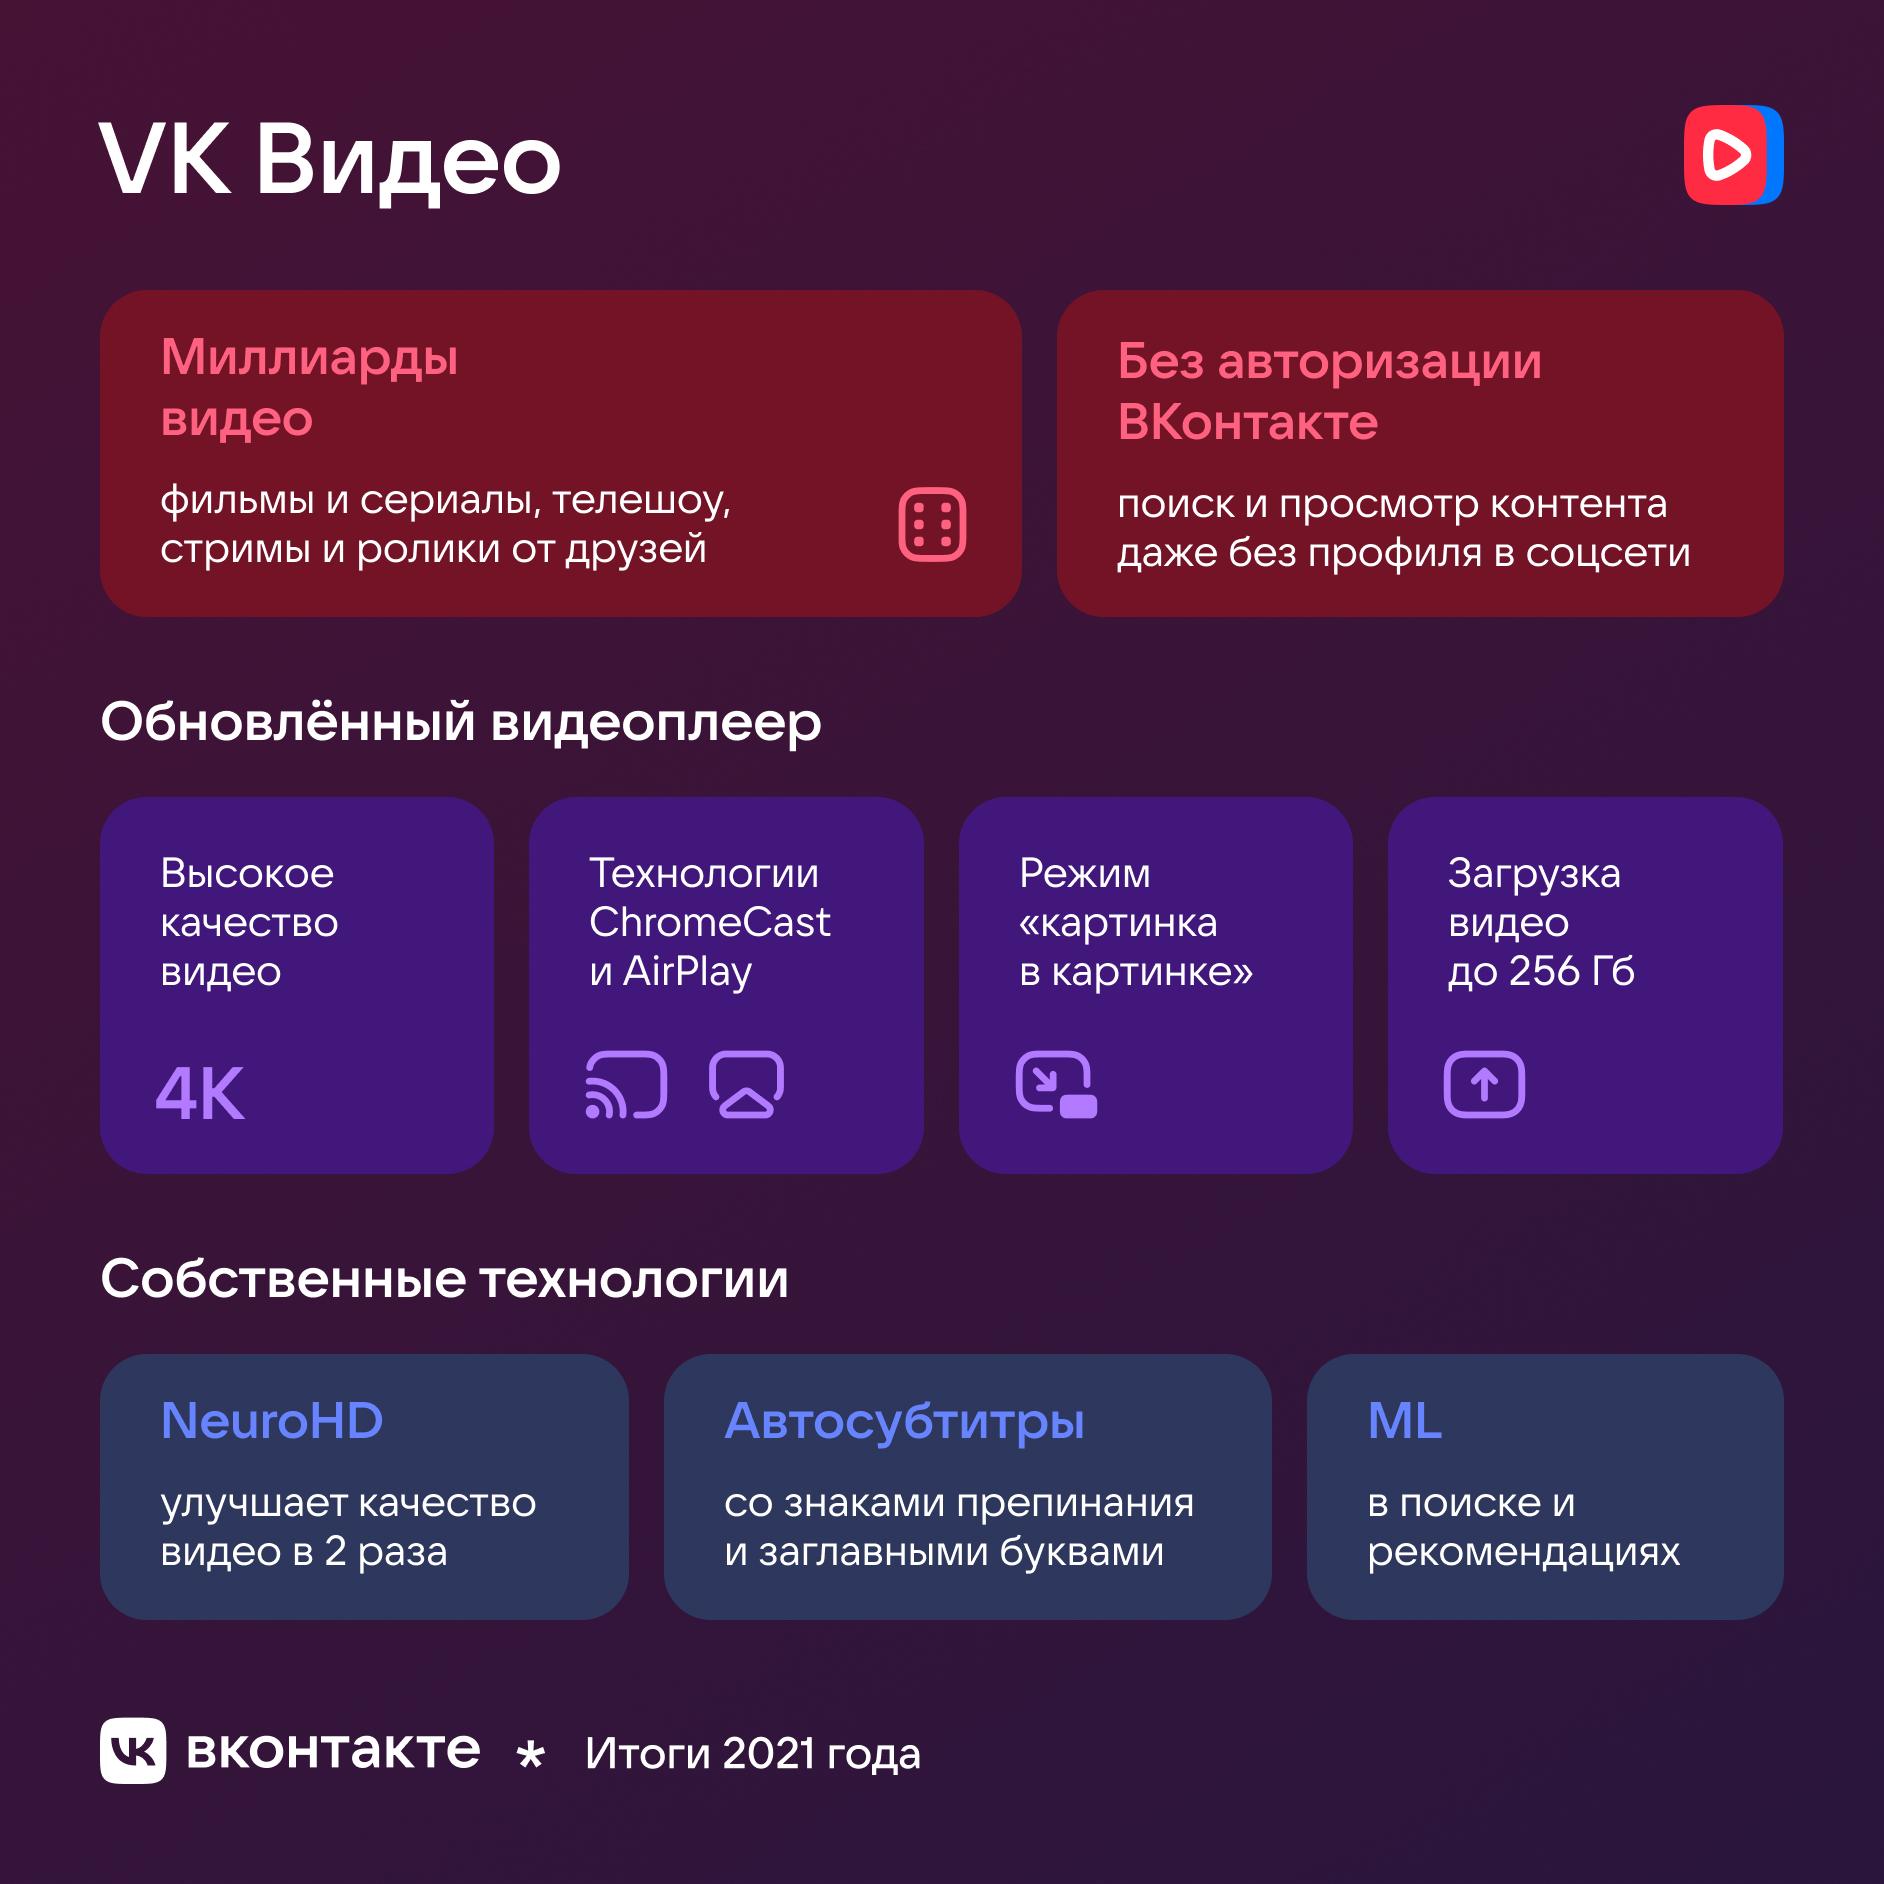 VK Видео
Миллиарды
видео
фильмы и сериалы, телешоу,
стримы и ролики от друзей
Без авторизации
ВКонтакте
поиск и просмотр контента
даже без профиля в соцсети
Обновлённый видеоплеер
Высокое
качество
видео
4K
Технологии
ChromeCast
и AirPlay
Режим
«картинка
в картинке»
Загрузка
видео
до 256 Гб
Собственные технологии
NeuroHD
улучшает качество
видео в 2 раза
Автосубтитры
со знаками препинания
и заглавными буквами
ML
в поиске и
рекомендациях
VK вконтакте * Итоги 2021 года